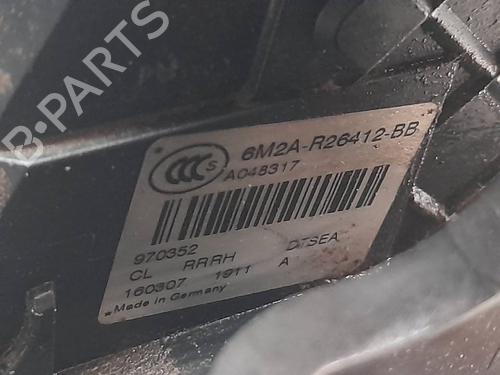 B-PARTS
CCC S
6M2A-R26412-BB
A048317
970352
CL RRRH DTSEA
160307 1911 A
*Made in Germany